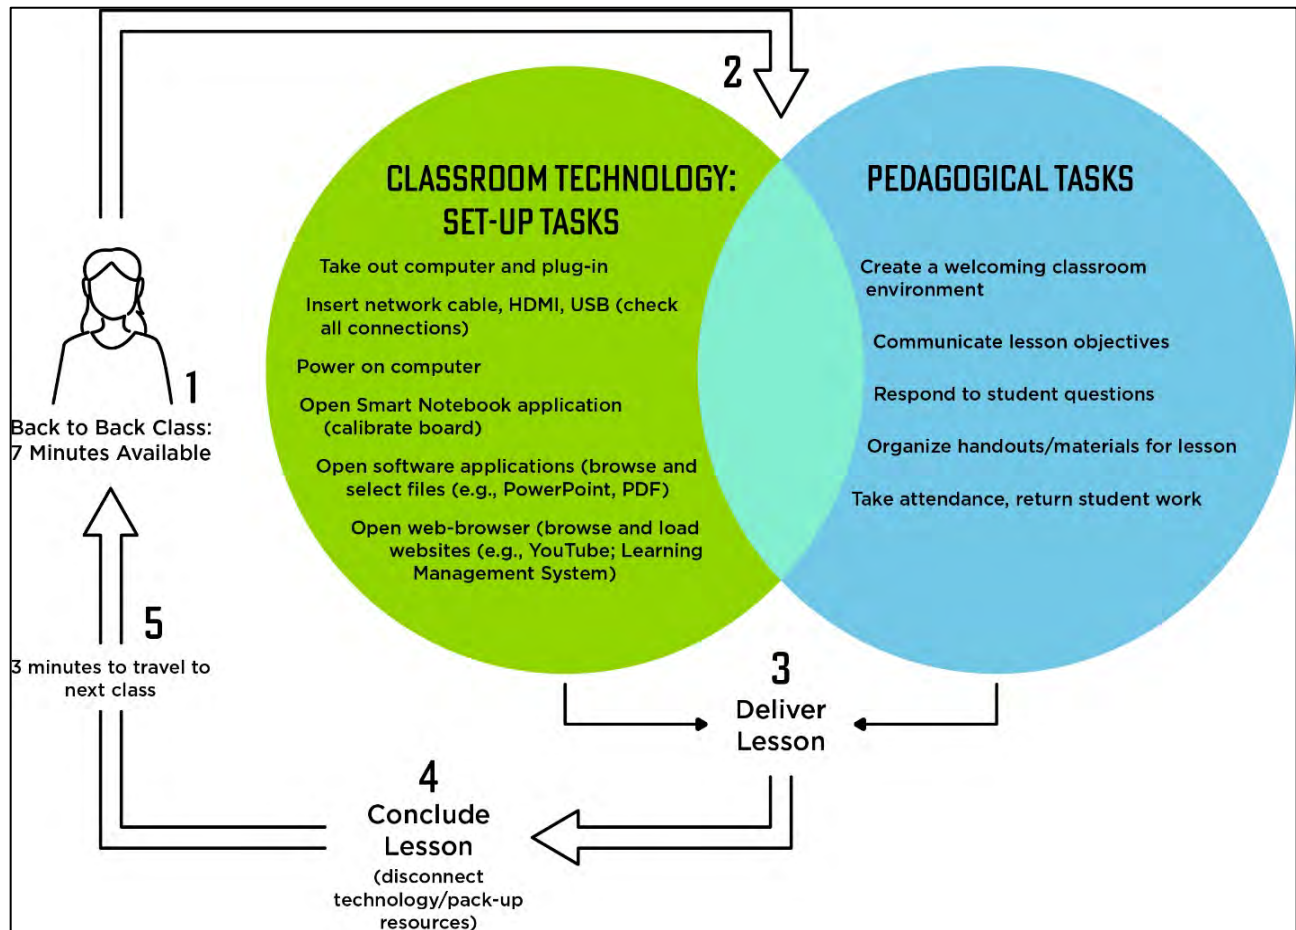 1
Back to Back Class:
7 Minutes Available
2
CLASSROOM TECHNOLOGY:
SET-UP TASKS
Take out computer and plug-in
Insert network cable, HDMI, USB (check
all connections)
Power on computer
Open Smart Notebook application
(calibrate board)
Open software applications (browse and
select files (e.g., PowerPoint, PDF)
Open web-browser (browse and load
websites (e.g., YouTube; Learning
Management System)
PEDAGOGICAL TASKS
Create a welcoming classroom
environment
Communicate lesson objectives
Respond to student questions
Organize handouts/materials for lesson
Take attendance, return student work
3
Deliver
Lesson
4
Conclude
Lesson
(disconnect
technology/pack-up
resources)
5
3 minutes to travel to
next class